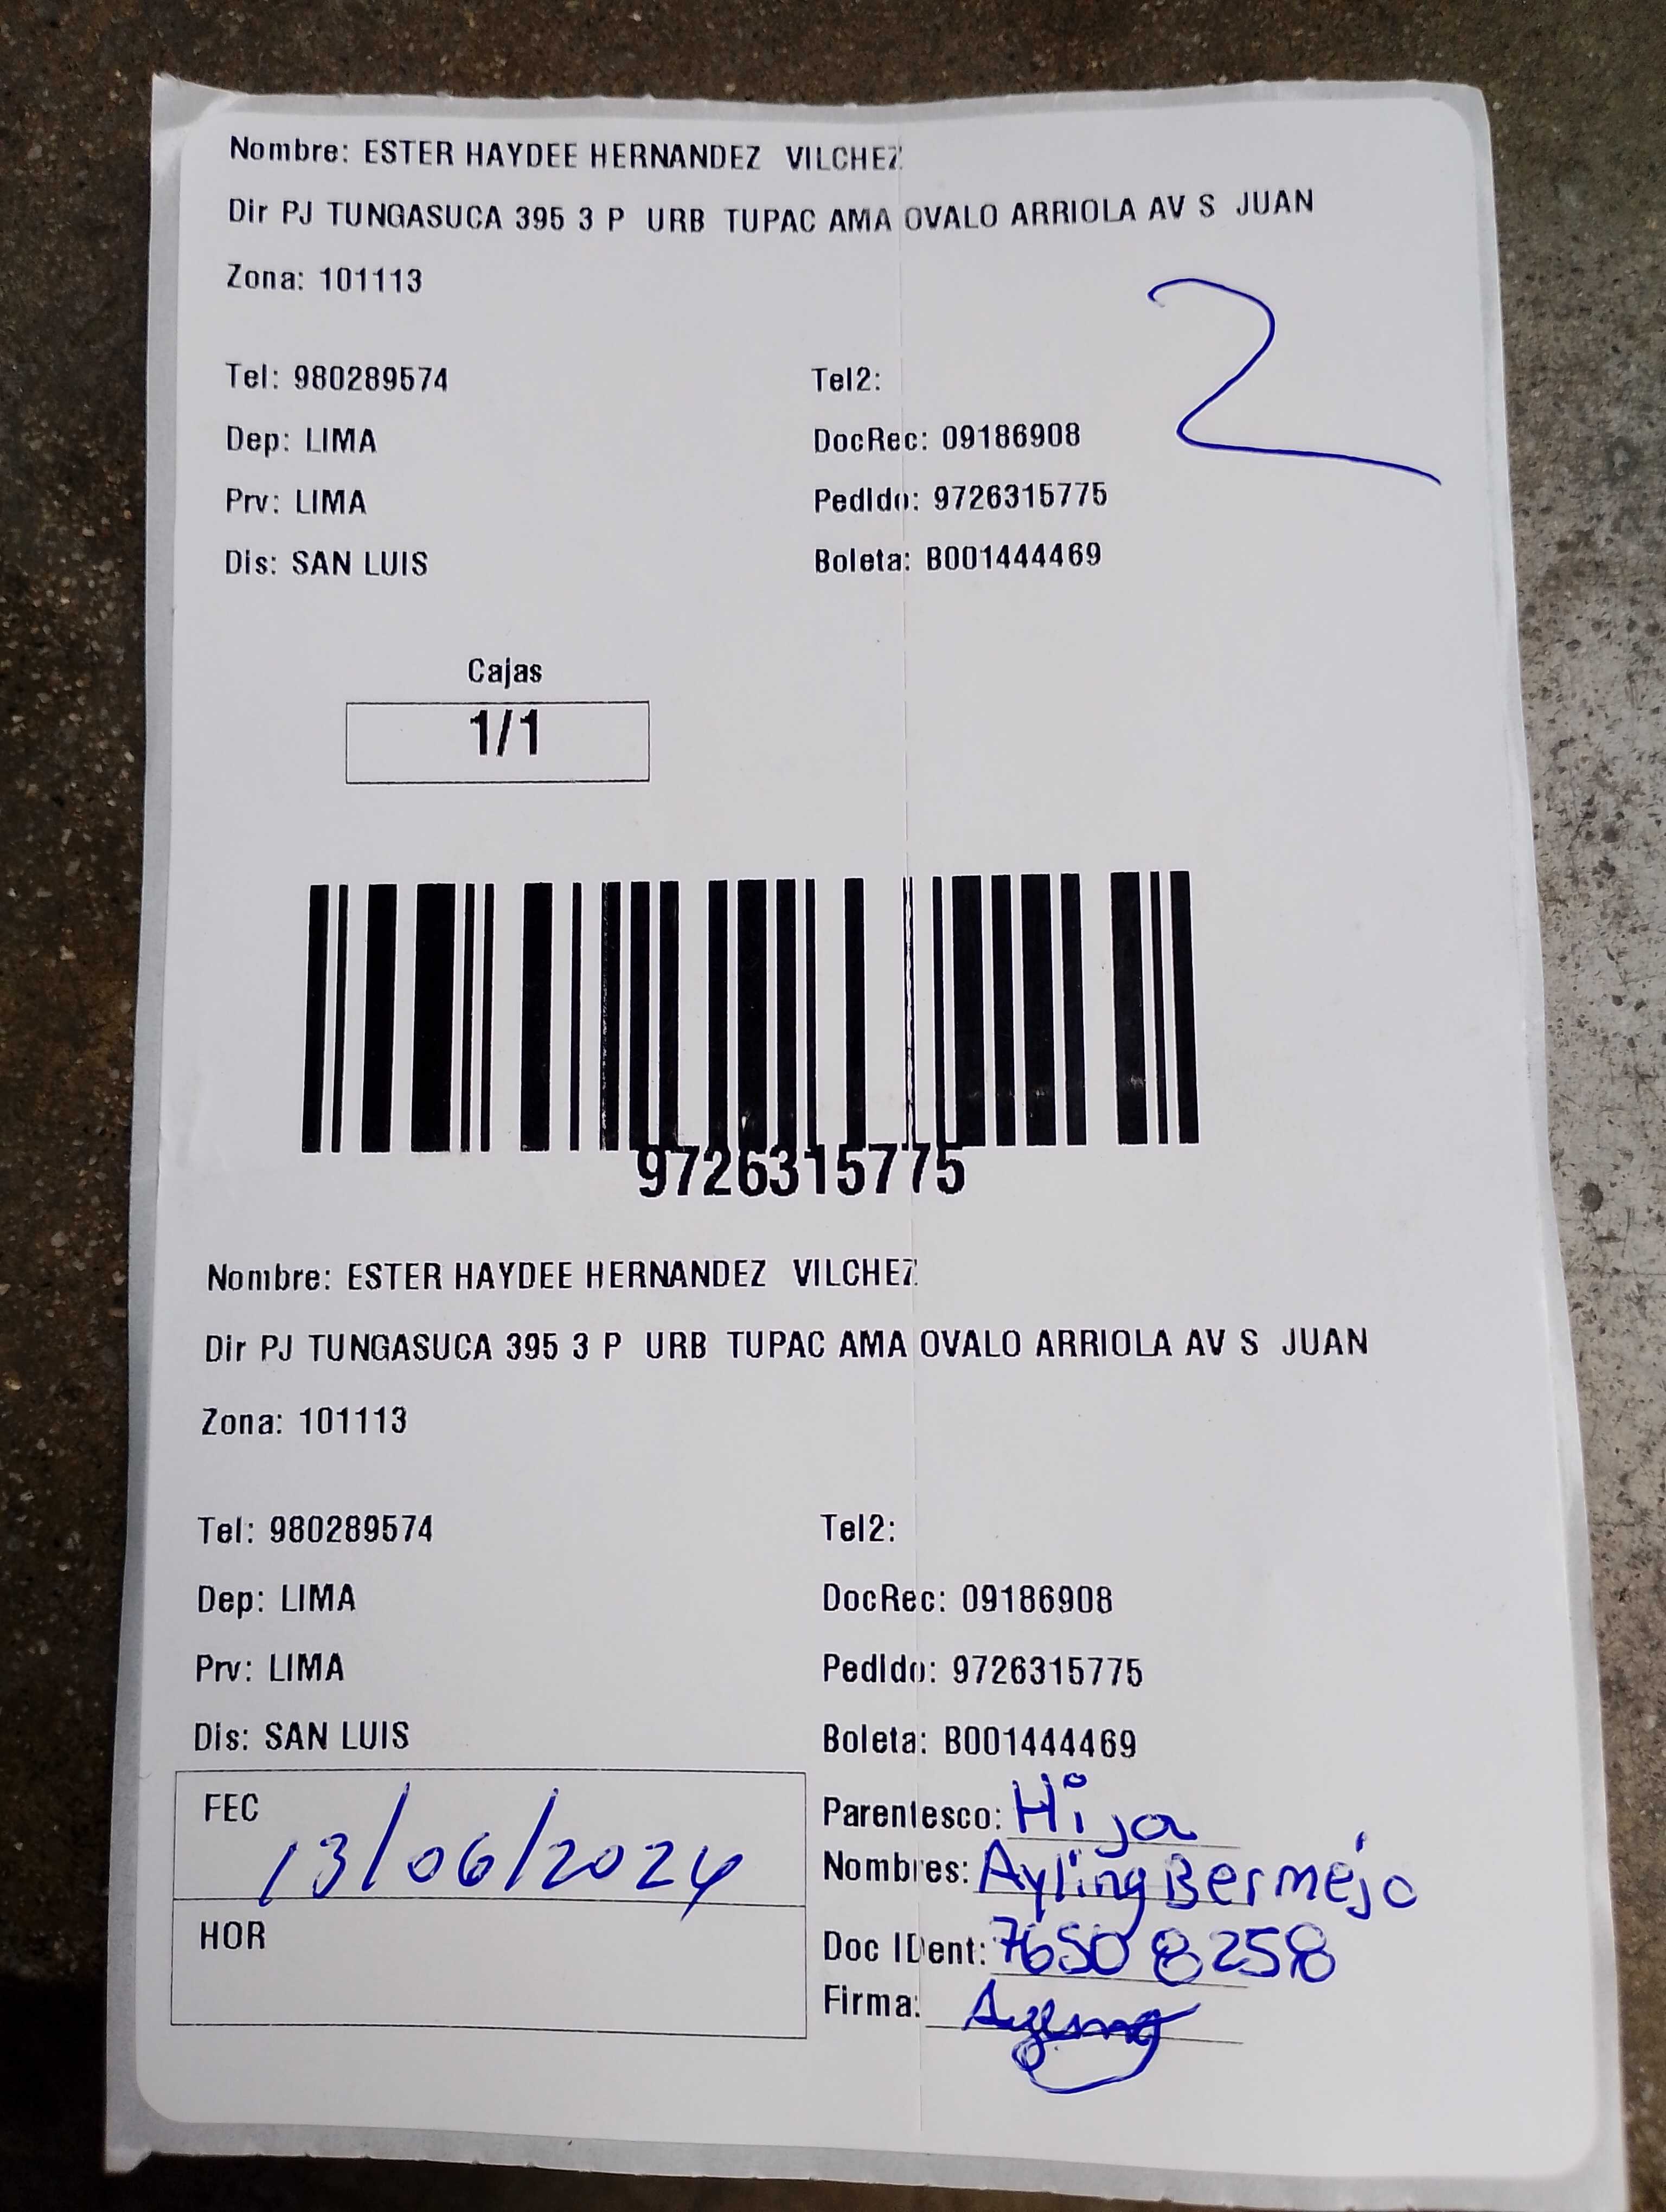 Nombre: ESTER HAYDEE HERNANDEZ VILCHEZ
Dir PJ TUNGASUCA 395 3 P URB TUPAC AMA OVALO ARRIOLA AV S JUAN
Zona: 101113
2
Tel: 980289574 Tel2:
Dep: LIMA DocRec: 09186908
Prv: LIMA PedIdo: 9726315775
Dis: SAN LUIS Boleta: B001444469
Cajas
1/1
9726315775
Nombre: ESTER HAYDEE HERNANDEZ VILCHEZ
Dir PJ TUNGASUCA 395 3 P URB TUPAC AMA OVALO ARRIOLA AV S JUAN
Zona: 101113
Tel: 980289574 Tel2:
Dep: LIMA DocRec: 09186908
Prv: LIMA PedIdo: 9726315775
Dis: SAN LUIS Boleta: B001444469
FEC 13/06/2024
HOR
Parentesco: Hija
Nombres: Ayling Bermejo
Doc IDent: 76508258
Firma: